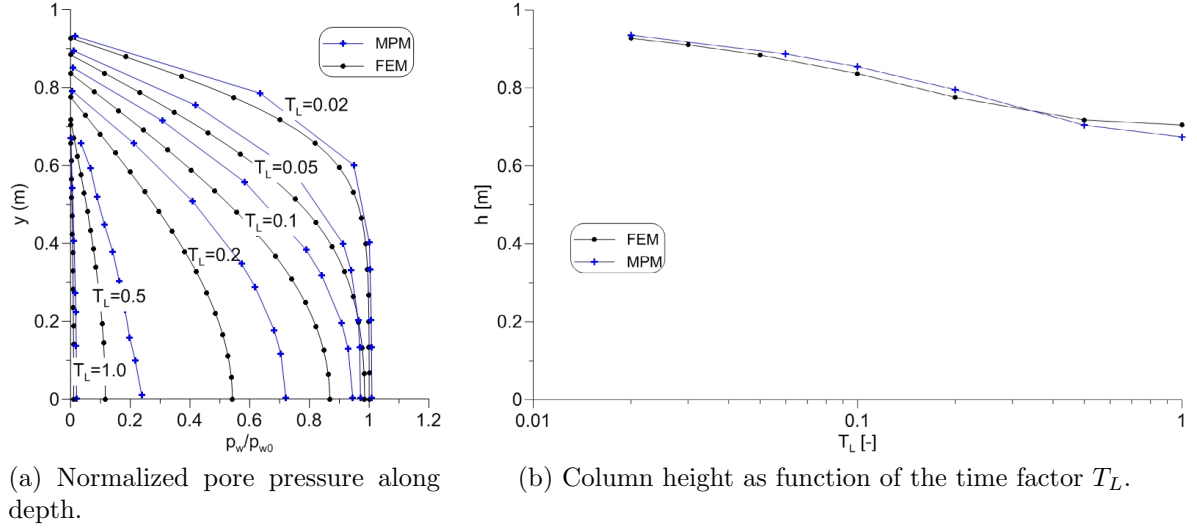 1
0.8
0.6
0.4
0.2
0
y (m)
MPM
FEM
T_L=0.02
T_L=0.05
T_L=0.1
T_L=0.2
T_L=0.5
T_L=1.0
0 0.2 0.4 0.6 0.8 1 1.2
p_w/p_w0
(a) Normalized pore pressure along
depth.
1
0.8
0.6
0.4
0.2
0
h [m]
FEM
MPM
0.01 0.1 1
T_L [-]
(b) Column height as function of the time factor T_L.